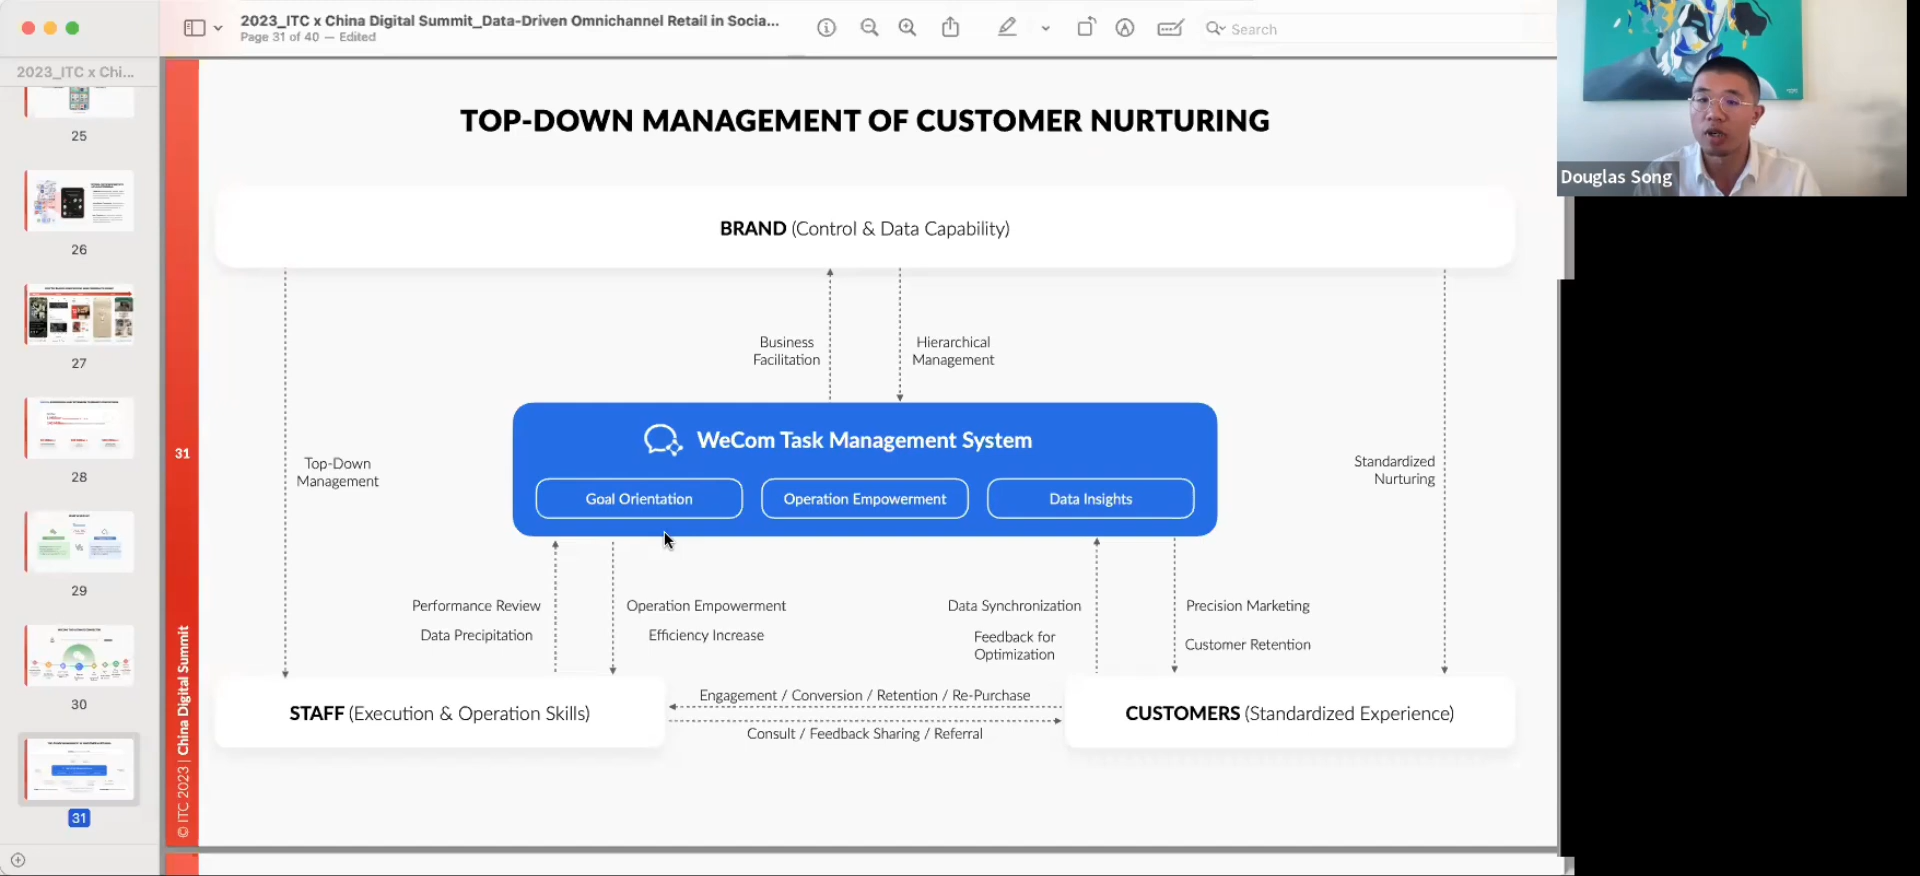 2023_ITC x China Digital Summit_Data-Driven Omnichannel Retail in Socia...
Page 31 of 40 — Edited
Search
2023_ITC x Chi...
25
26
27
28
29
30
31
Douglas Song
TOP-DOWN MANAGEMENT OF CUSTOMER NURTURING
BRAND (Control & Data Capability)
Business
Facilitation
Hierarchical
Management
WeCom Task Management System
Goal Orientation
Operation Empowerment
Data Insights
Top-Down
Management
Standardized
Nurturing
Performance Review
Data Precipitation
Operation Empowerment
Efficiency Increase
Data Synchronization
Feedback for
Optimization
Precision Marketing
Customer Retention
STAFF (Execution & Operation Skills)
Engagement / Conversion / Retention / Re-Purchase
Consult / Feedback Sharing / Referral
CUSTOMERS (Standardized Experience)
31
© ITC 2023 | China Digital Summit